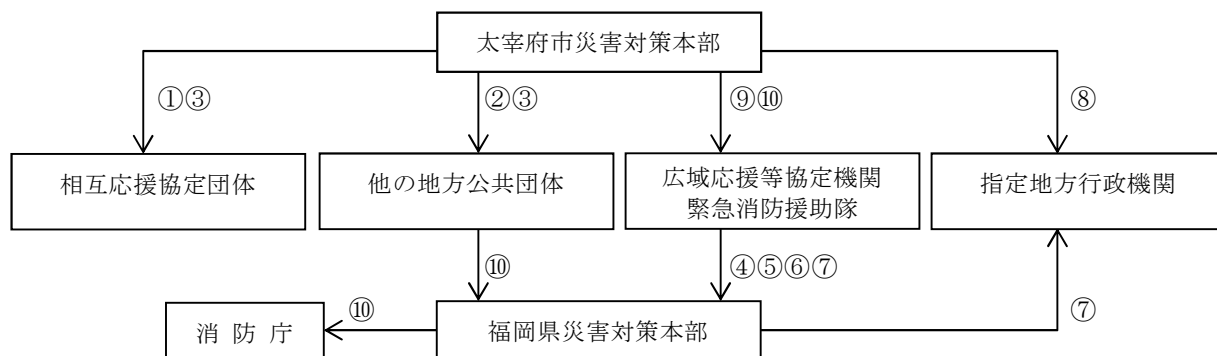 太宰府市災害対策本部
①③
②③
⑨⑩
⑧
相互応援協定団体
他の地方公共団体
広域応援等協定機関
緊急消防援助隊
指定地方行政機関
⑩
④⑤⑥⑦
消 防 庁
⑩
福岡県災害対策本部
⑦